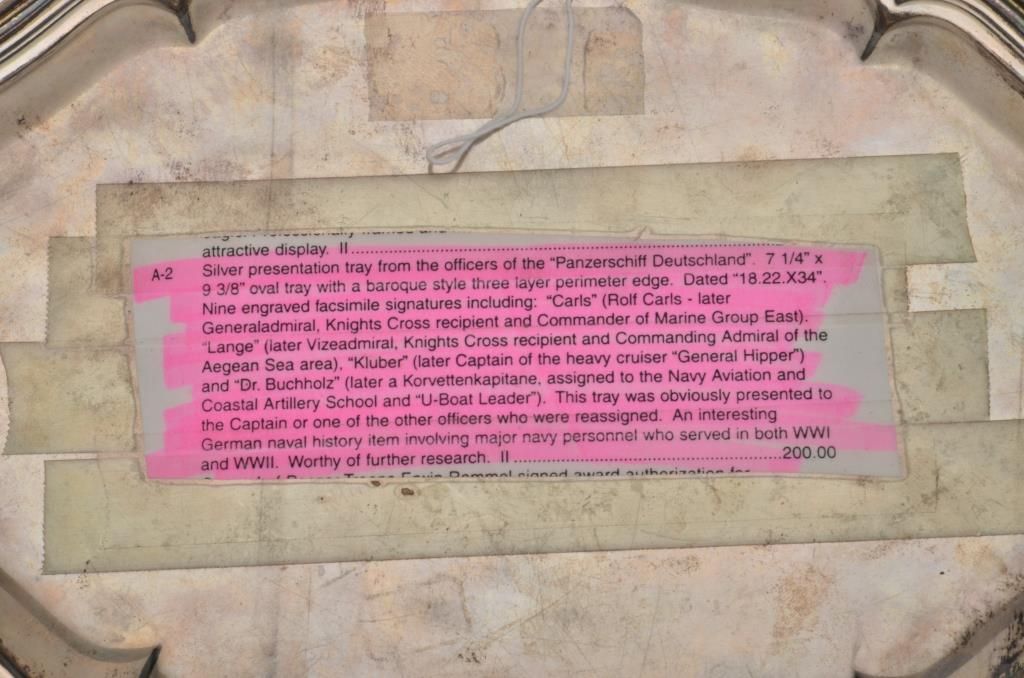 attractive display. II
A-2 Silver presentation tray from the officers of the "Panzerschiff Deutschland". 7 1/4" x
9 3/8" oval tray with a baroque style three layer perimeter edge. Dated "18.22.X34".
Nine engraved facsimile signatures including: "Carls" (Rolf Carls - later
Generaladmiral, Knights Cross recipient and Commander of Marine Group East).
"Lange" (later Vizeadmiral, Knights Cross recipient and Commanding Admiral of the
Aegean Sea area), "Kluber" (later Captain of the heavy cruiser "General Hipper")
and "Dr. Buchholz" (later a Korvettenkapitane, assigned to the Navy Aviation and
Coastal Artillery School and "U-Boat Leader"). This tray was obviously presented to
the Captain or one of the other officers who were reassigned. An interesting
German naval history item involving major navy personnel who served in both WWI
and WWII. Worthy of further research. II ........................................................200.00
Rommel signed award authorization for